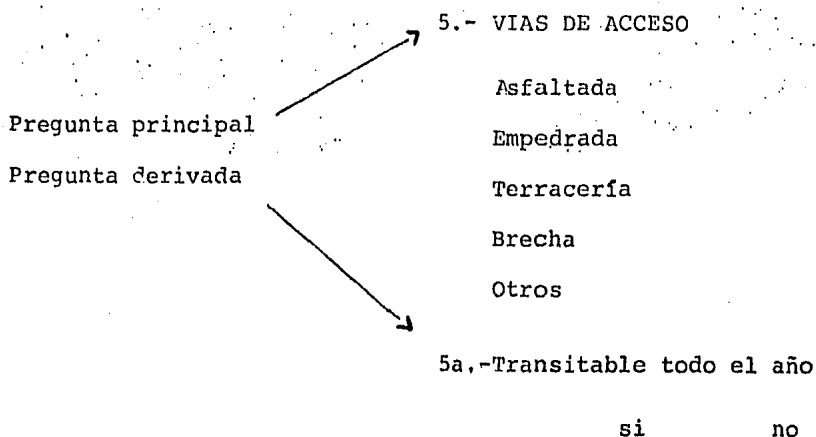 5.- VIAS DE ACCESO
Asfaltada
Pregunta principal
Empedrada
Pregunta derivada
Terracería
Brecha
Otros
5a.-Transitable todo el año
si no